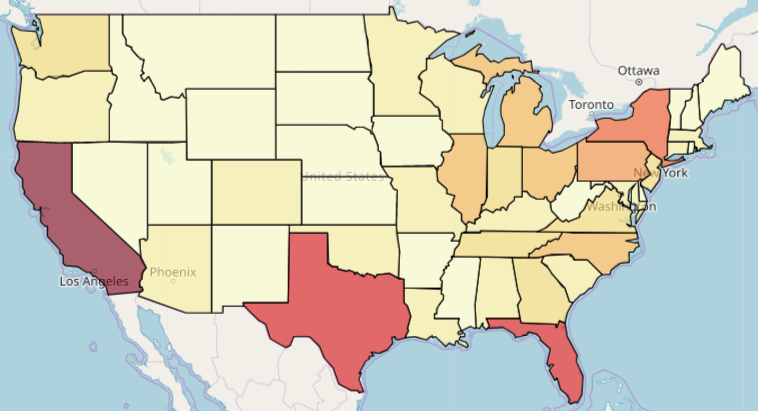 Ottawa
Toronto
New York
United States
Washington
Phoenix
Los Angeles